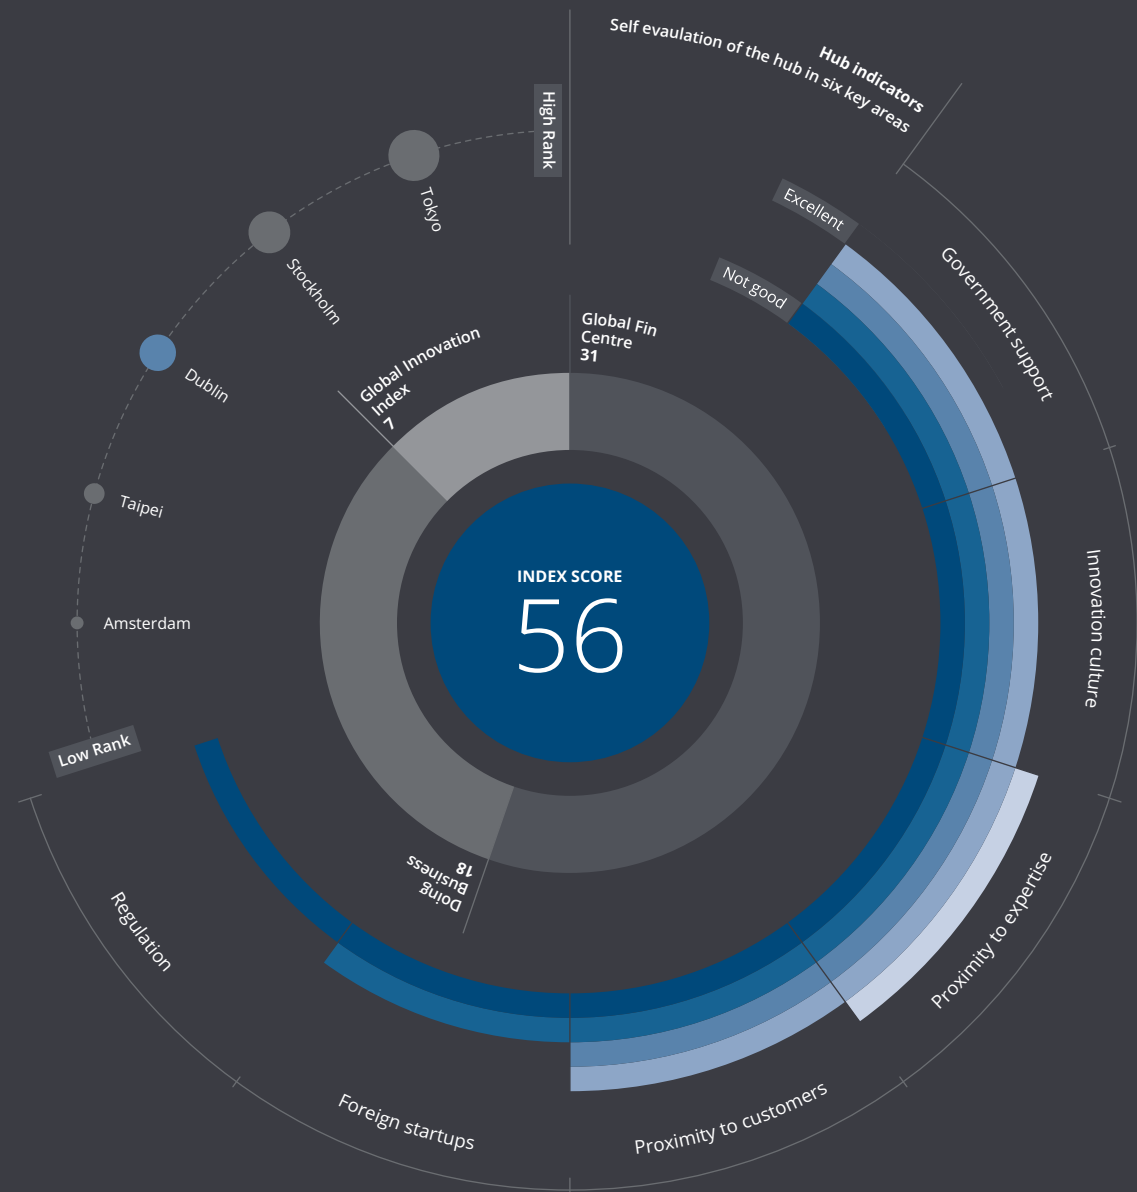 Hub indicators
Self evaulation of the hub in six key areas
High Rank
Tokyo
Stockholm
Dublin
Taipei
Amsterdam
Low Rank
Excellent
Not good
Government support
Innovation culture
Proximity to expertise
Proximity to customers
Foreign startups
Regulation
Global Innovation
Index
7
Global Fin
Centre
31
Doing
Business
18
INDEX SCORE
56